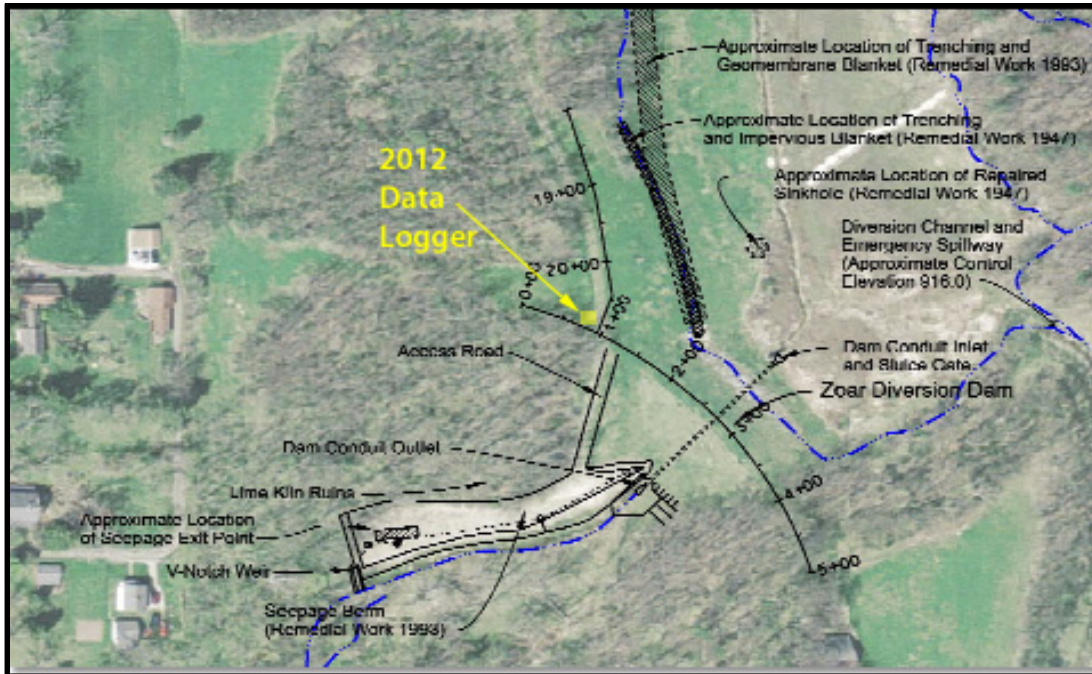 Approximate Location of Trenching and
Geomembrane Blanket (Remedial Work 1993)
Approximate Location of Trenching
and Impervious Blanket (Remedial Work 1947)
2012
Data
Logger
Approximate Location of Repaired
Sinkhole (Remedial Work 1947)
19+00
Diversion Channel and
Emergency Spillway
(Approximate Control
Elevation 916.0)
20+00
0+00
1+00
Access Road
2+00
Dam Conduit Inlet
and Sluice Gate
Zoar Diversion Dam
3+00
Dam Conduit Outlet
Lime Kiln Ruins
4+00
Approximate Location
of Seepage Exit Point
V-Notch Weir
5+00
Seepage Berm
(Remedial Work 1993)